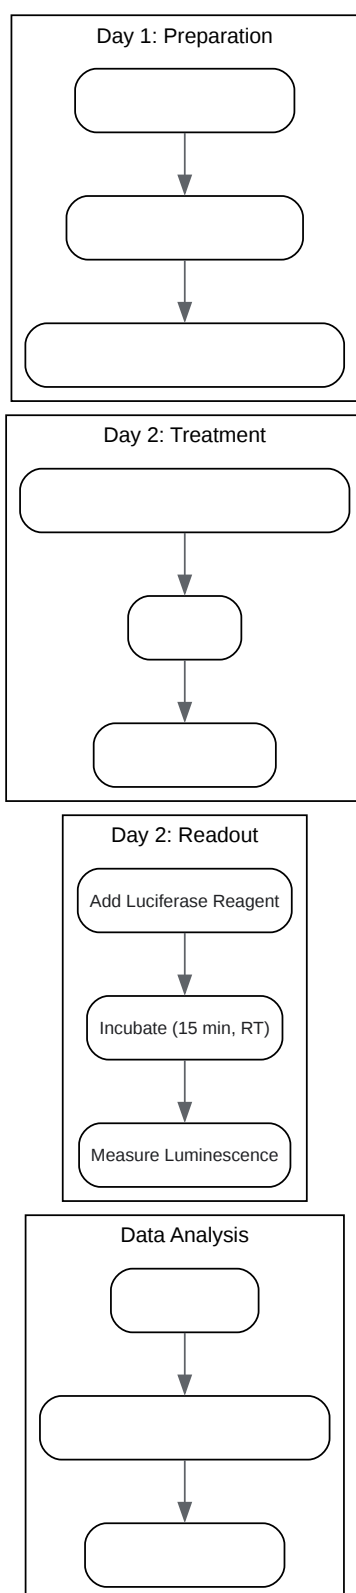 Day 1: Preparation
Day 2: Treatment
Day 2: Readout
Add Luciferase Reagent
Incubate (15 min, RT)
Measure Luminescence
Data Analysis